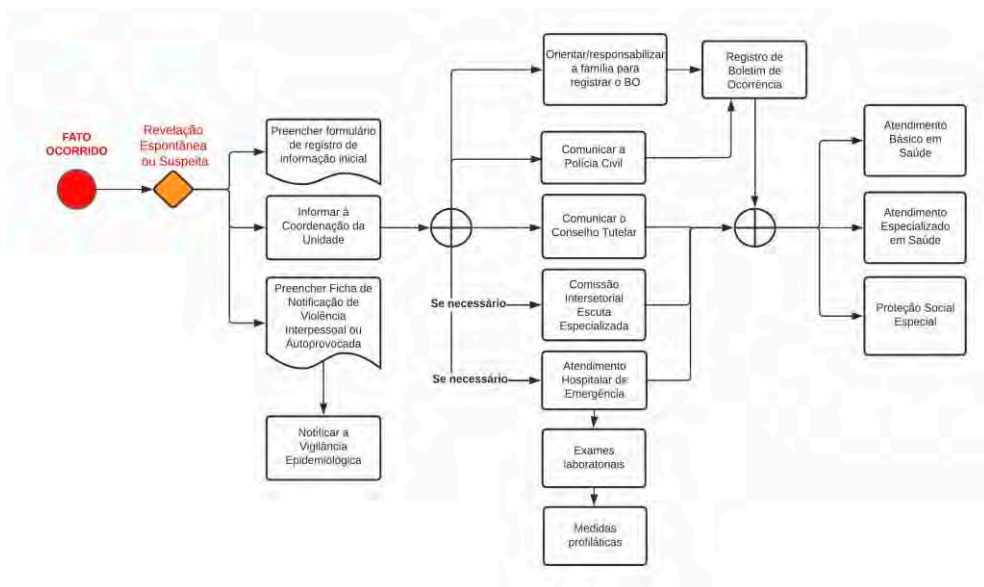 FATO
OCORRIDO
Revelação
Espontânea
ou Suspeita
Preencher formulário
de registro de
informação inicial
Informar à
Coordenação da
Unidade
Preencher Ficha de
Notificação de
Violência
Interpessoal ou
Autoprovocada
Notificar a
Vigilância
Epidemiológica
Orientar/responsabilizar
a família para
registrar o BO
Registro de
Boletim de
Ocorrência
Comunicar a
Polícia Civil
Comunicar o
Conselho Tutelar
Se necessário
Comissão
Intersetorial
Escuta
Especializada
Se necessário
Atendimento
Hospitalar de
Emergência
Exames
laboratoriais
Medidas
profiláticas
Atendimento
Básico em
Saúde
Atendimento
Especializado
em Saúde
Proteção Social
Especial